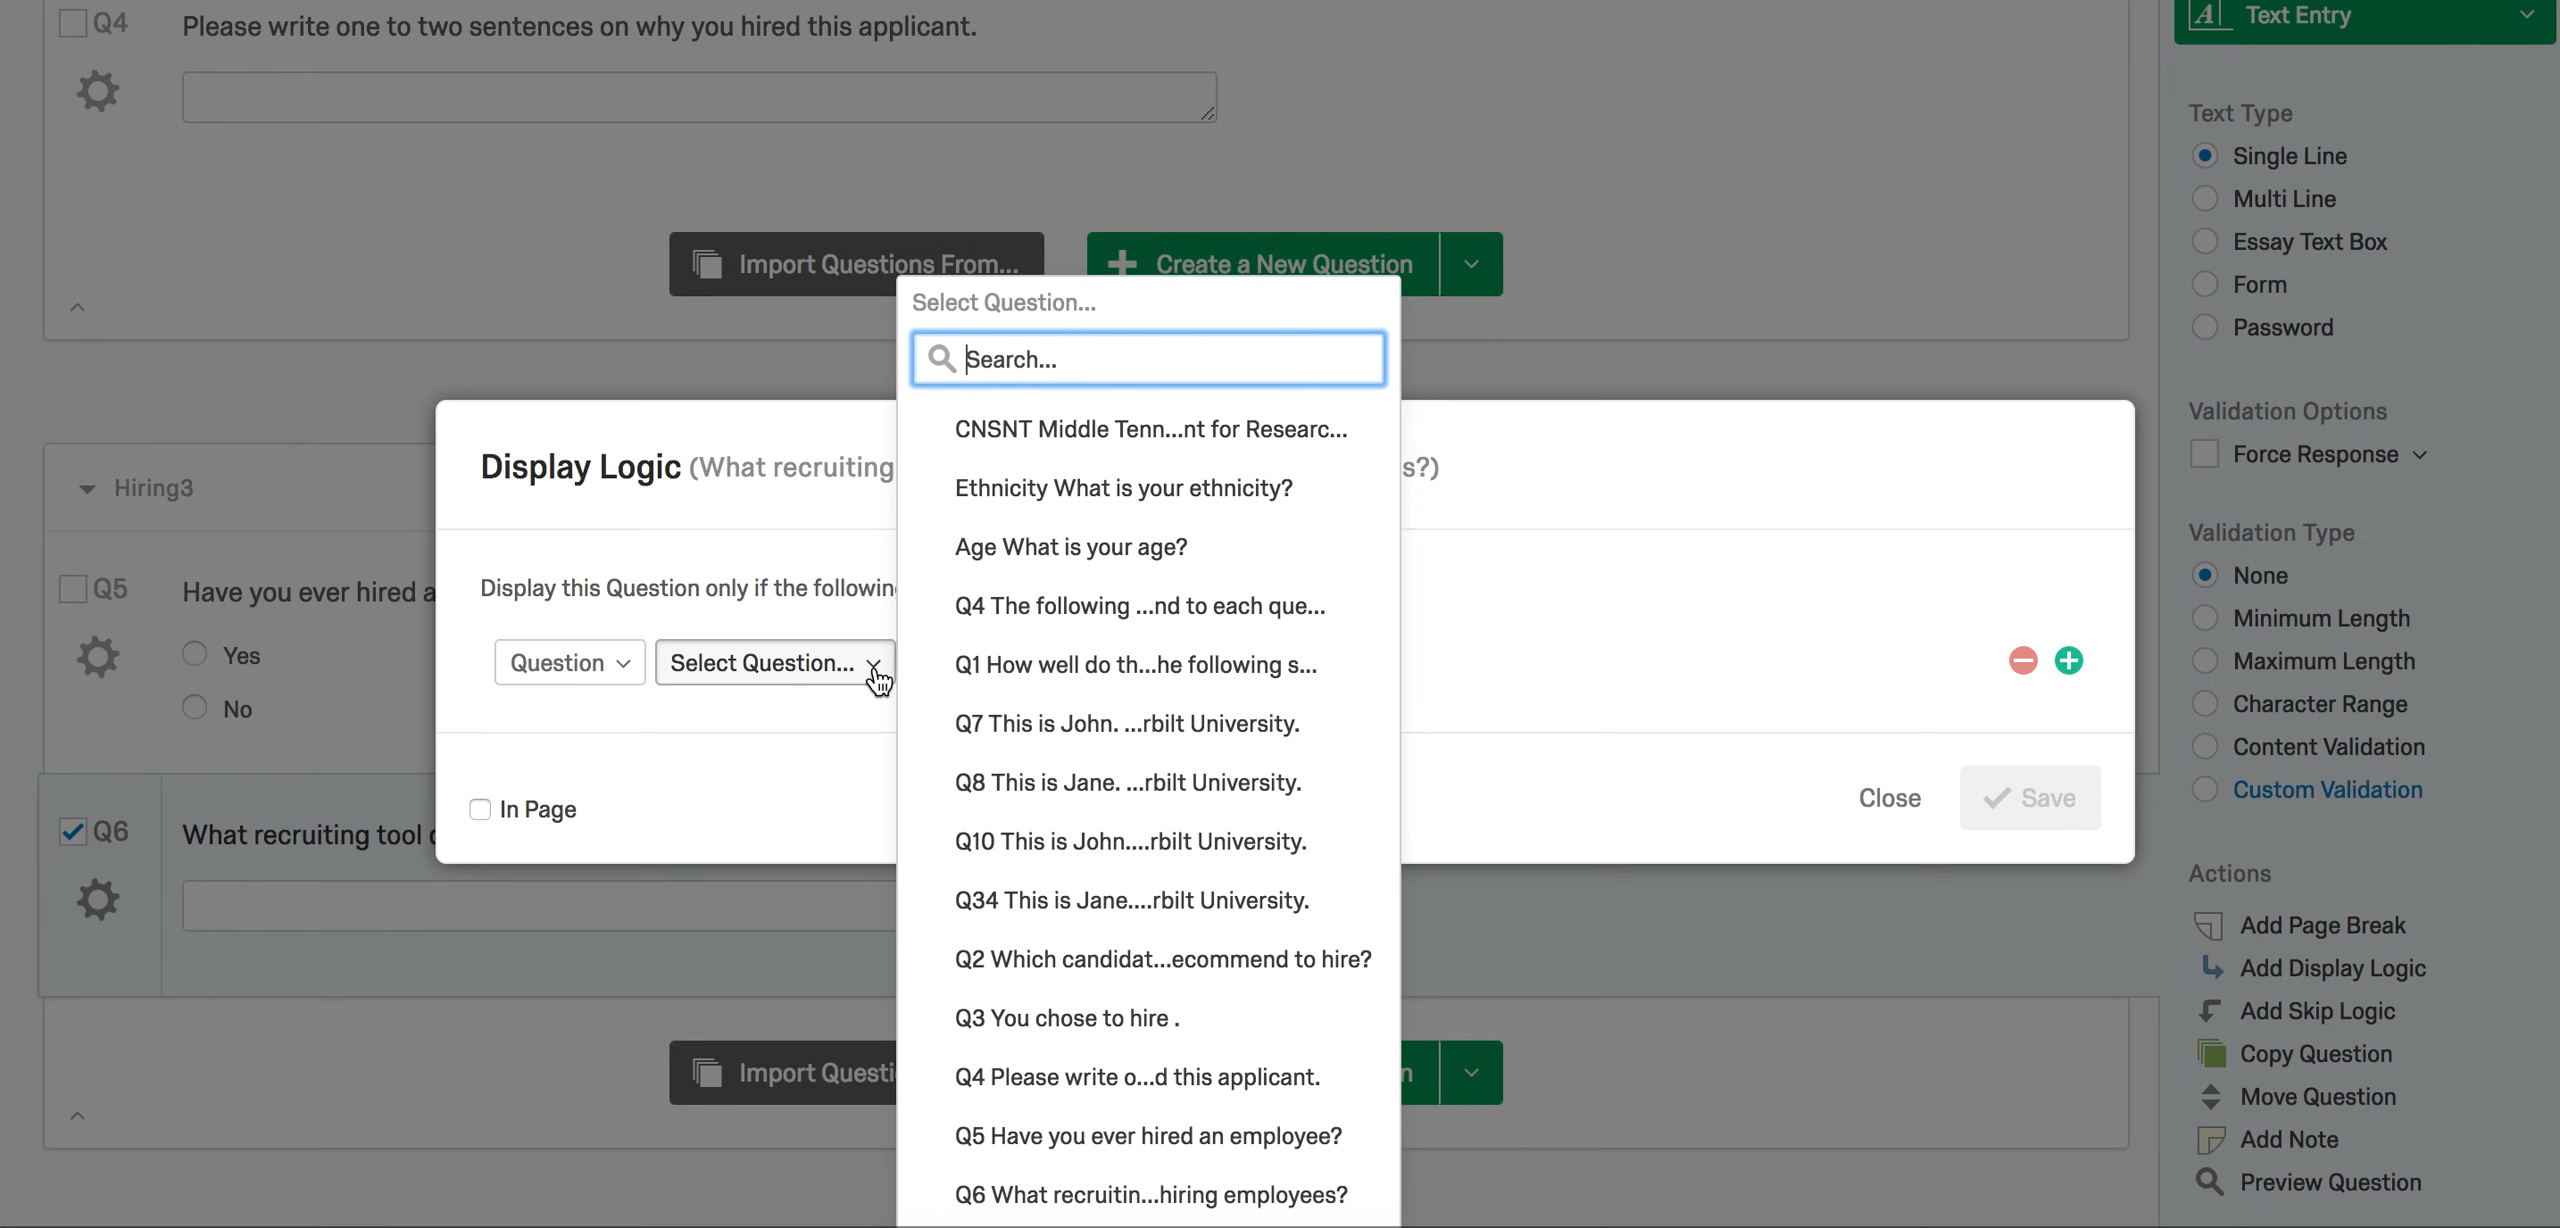 Q4 Please write one to two sentences on why you hired this applicant.
Import Questions From...
Create a New Question
Hiring3
Q5 Have you ever hired a
Yes
No
Q6 What recruiting tool
Import Questi
n
Display Logic (What recruiting
s?)
Display this Question only if the followin
Question
Select Question...
In Page
Close
Save
Select Question...
Search...
CNSNT Middle Tenn...nt for Researc...
Ethnicity What is your ethnicity?
Age What is your age?
Q4 The following ...nd to each que...
Q1 How well do th...he following s...
Q7 This is John. ...rbilt University.
Q8 This is Jane. ...rbilt University.
Q10 This is John....rbilt University.
Q34 This is Jane....rbilt University.
Q2 Which candidat...ecommend to hire?
Q3 You chose to hire .
Q4 Please write o...d this applicant.
Q5 Have you ever hired an employee?
Q6 What recruitin...hiring employees?
A Text Entry
Text Type
Single Line
Multi Line
Essay Text Box
Form
Password
Validation Options
Force Response
Validation Type
None
Minimum Length
Maximum Length
Character Range
Content Validation
Custom Validation
Actions
Add Page Break
Add Display Logic
Add Skip Logic
Copy Question
Move Question
Add Note
Preview Question